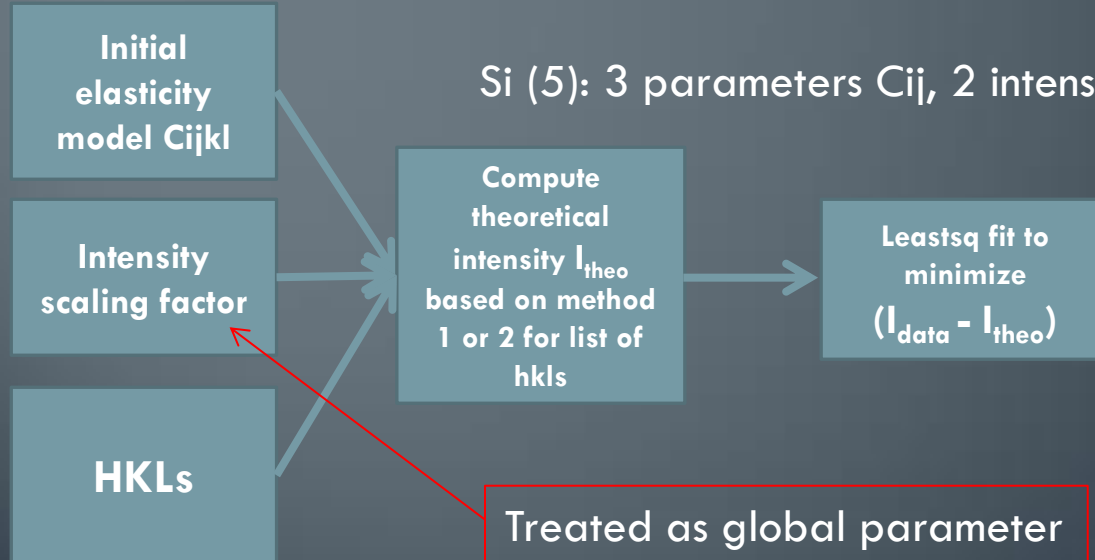 Initial
elasticity
model Cijkl
Si (5): 3 parameters Cij, 2 intens
Intensity
scaling factor
HKLs
Compute
theoretical
intensity Itheo
based on method
1 or 2 for list of
hkls
Leastsq fit to
minimize
(Idata - Itheo)
Treated as global parameter